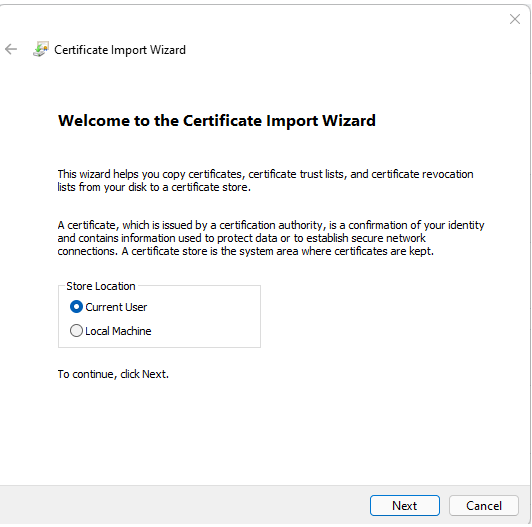 Certificate Import Wizard
Welcome to the Certificate Import Wizard
This wizard helps you copy certificates, certificate trust lists, and certificate revocation
lists from your disk to a certificate store.
A certificate, which is issued by a certification authority, is a confirmation of your identity
and contains information used to protect data or to establish secure network
connections. A certificate store is the system area where certificates are kept.
Store Location
Current User
Local Machine
To continue, click Next.
Next Cancel